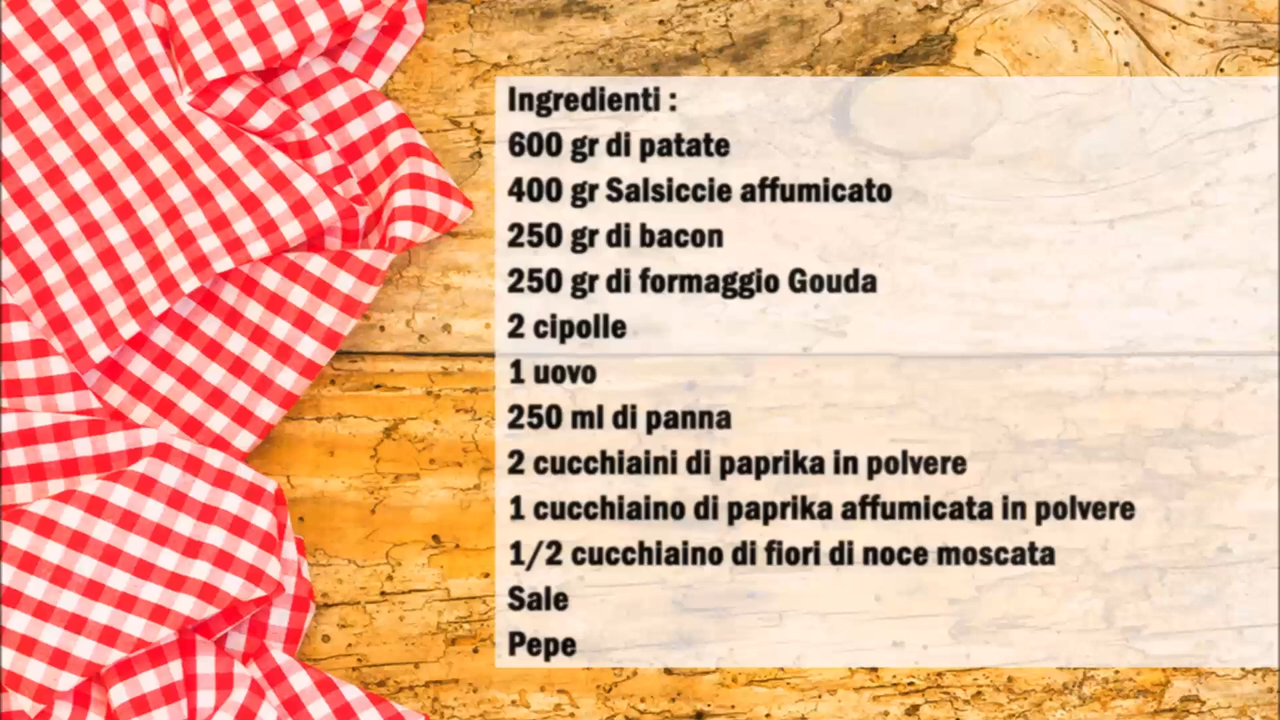 Ingredienti :
600 gr di patate
400 gr Salsiccie affumicato
250 gr di bacon
250 gr di formaggio Gouda
2 cipolle
1 uovo
250 ml di panna
2 cucchiaini di paprika in polvere
1 cucchiaino di paprika affumicata in polvere
1/2 cucchiaino di fiori di noce moscata
Sale
Pepe